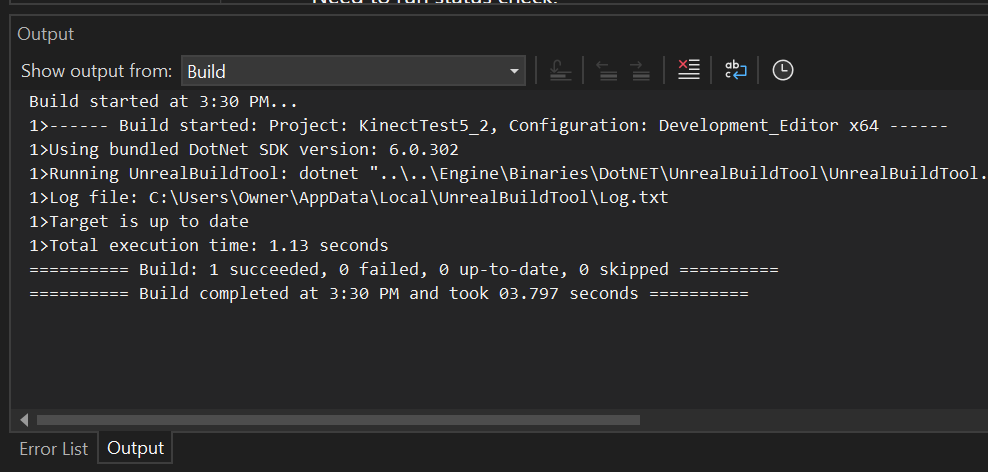 Need to run status check.
Output
Show output from: Build
Build started at 3:30 PM...
1>------ Build started: Project: KinectTest5_2, Configuration: Development_Editor x64 ------
1>Using bundled DotNet SDK version: 6.0.302
1>Running UnrealBuildTool: dotnet "..\..\Engine\Binaries\DotNET\UnrealBuildTool\UnrealBuildTool.
1>Log file: C:\Users\Owner\AppData\Local\UnrealBuildTool\Log.txt
1>Target is up to date
1>Total execution time: 1.13 seconds
========== Build: 1 succeeded, 0 failed, 0 up-to-date, 0 skipped ==========
========== Build completed at 3:30 PM and took 03.797 seconds ==========
Error List Output